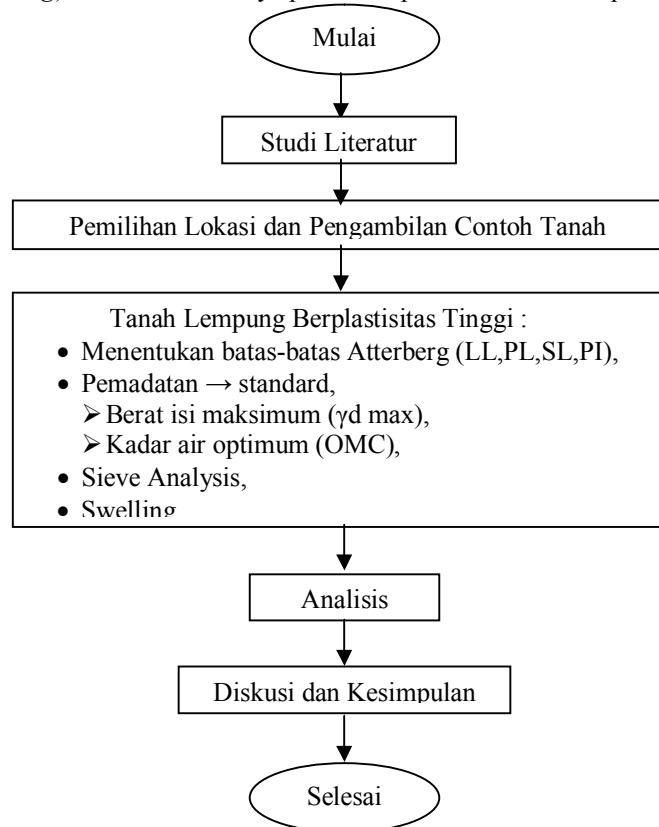 Mulai
Studi Literatur
Pemilihan Lokasi dan Pengambilan Contoh Tanah
Tanah Lempung Berplastisitas Tinggi :
• Menentukan batas-batas Atterberg (LL,PL,SL,PI),
• Pemadatan → standard,
➢ Berat isi maksimum (γd max),
➢ Kadar air optimum (OMC),
• Sieve Analysis,
• Swelling
Analisis
Diskusi dan Kesimpulan
Selesai